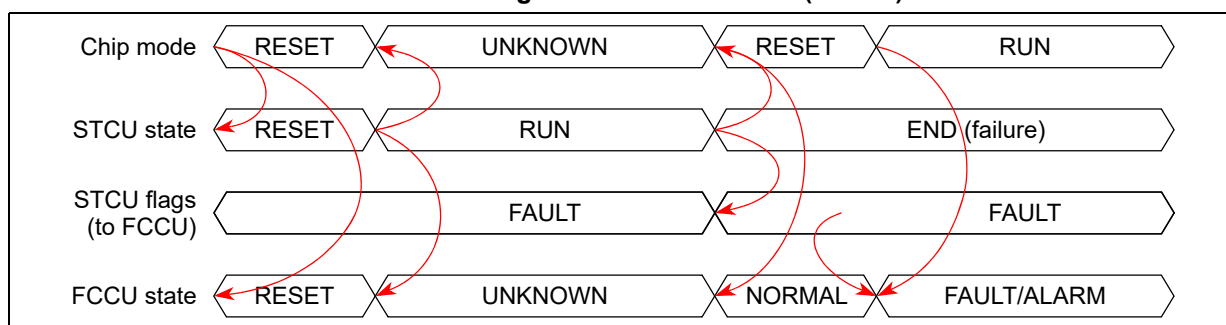 Chip mode RESET UNKNOWN RESET RUN
STCU state RESET RUN END (failure)
STCU flags
(to FCCU) FAULT FAULT
FCCU state RESET UNKNOWN NORMAL FAULT/ALARM